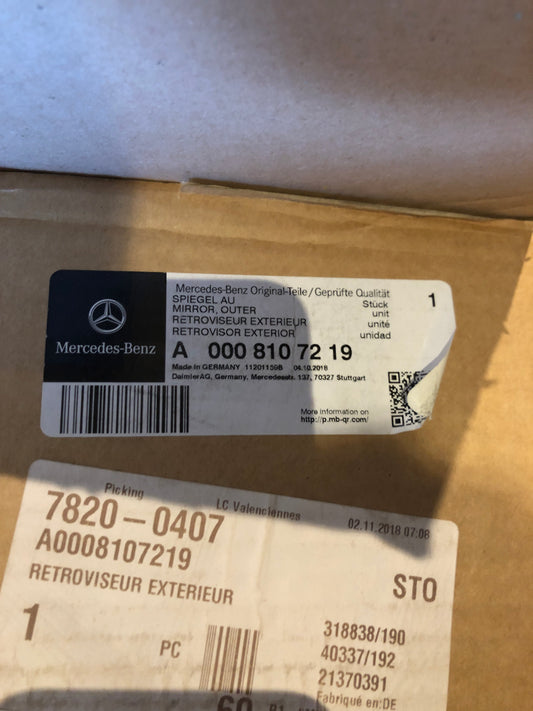 Mercedes-Benz Original-Teile/Geprüfte Qualität
SPIEGEL AU
MIRROR, OUTER
RETROVISEUR EXTERIEUR
RETROVISOR EXTERIOR
Stück
unit
unité
unidad
1
Mercedes-Benz
A 000 810 72 19
Made in GERMANY 11201159B 04.10.2018
DaimlerAG, Germany, Mercedesstr. 137, 70327 Stuttgart
More information on
http://p.mb-qr.com/
Picking
LC Valenciennes
02.11.2018 07:08
7820-0407
A0008107219
RETROVISEUR EXTERIEUR
STO
1
PC
318838/190
40337/192
21370391
Fabriqué en:DE